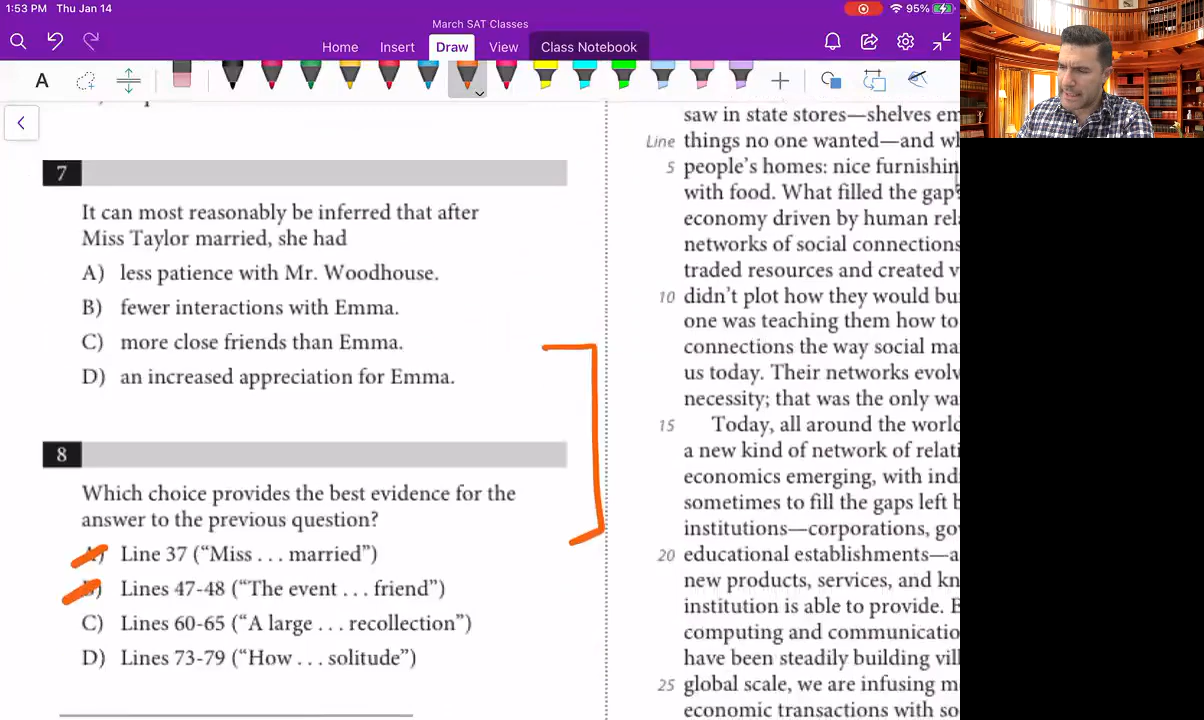 1:53 PM Thu Jan 14
95%
March SAT Classes
Home Insert Draw View Class Notebook
A
7
It can most reasonably be inferred that after
Miss Taylor married, she had
A) less patience with Mr. Woodhouse.
B) fewer interactions with Emma.
C) more close friends than Emma.
D) an increased appreciation for Emma.
8
Which choice provides the best evidence for the
answer to the previous question?
A) Line 37 (“Miss . . . married”)
B) Lines 47-48 (“The event . . . friend”)
C) Lines 60-65 (“A large . . . recollection”)
D) Lines 73-79 (“How . . . solitude”)
saw in state stores—shelves em
Line things no one wanted—and wh
5 people’s homes: nice furnishin
with food. What filled the gap?
economy driven by human rel
networks of social connections
traded resources and created v
10 didn’t plot how they would bu
one was teaching them how to
connections the way social ma
us today. Their networks evolv
necessity; that was the only wa
15 Today, all around the world
a new kind of network of relati
economics emerging, with indi
sometimes to fill the gaps left b
institutions—corporations, gov
20 educational establishments—a
new products, services, and kn
institution is able to provide. E
computing and communicatio
have been steadily building vill
25 global scale, we are infusing m
economic transactions with so